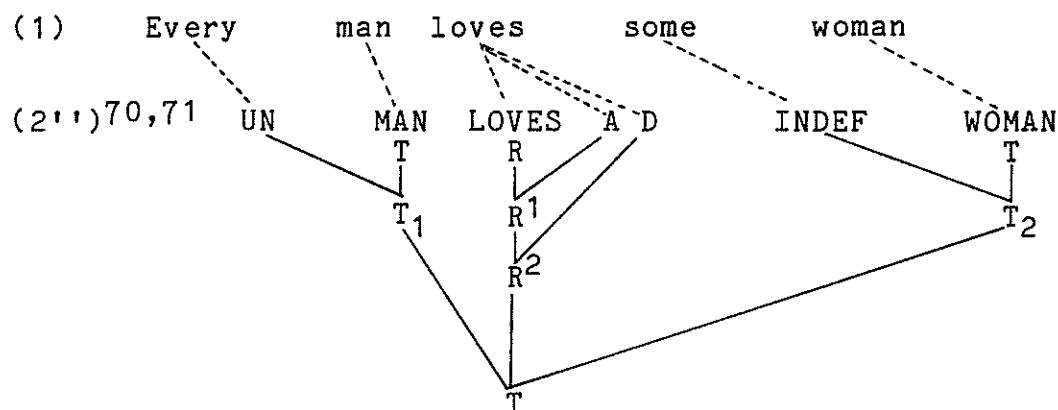 (1) Every man loves some woman
(2'')70,71 UN MAN LOVES A D INDEF WOMAN
T R T
T1 R1 T2
R2
T